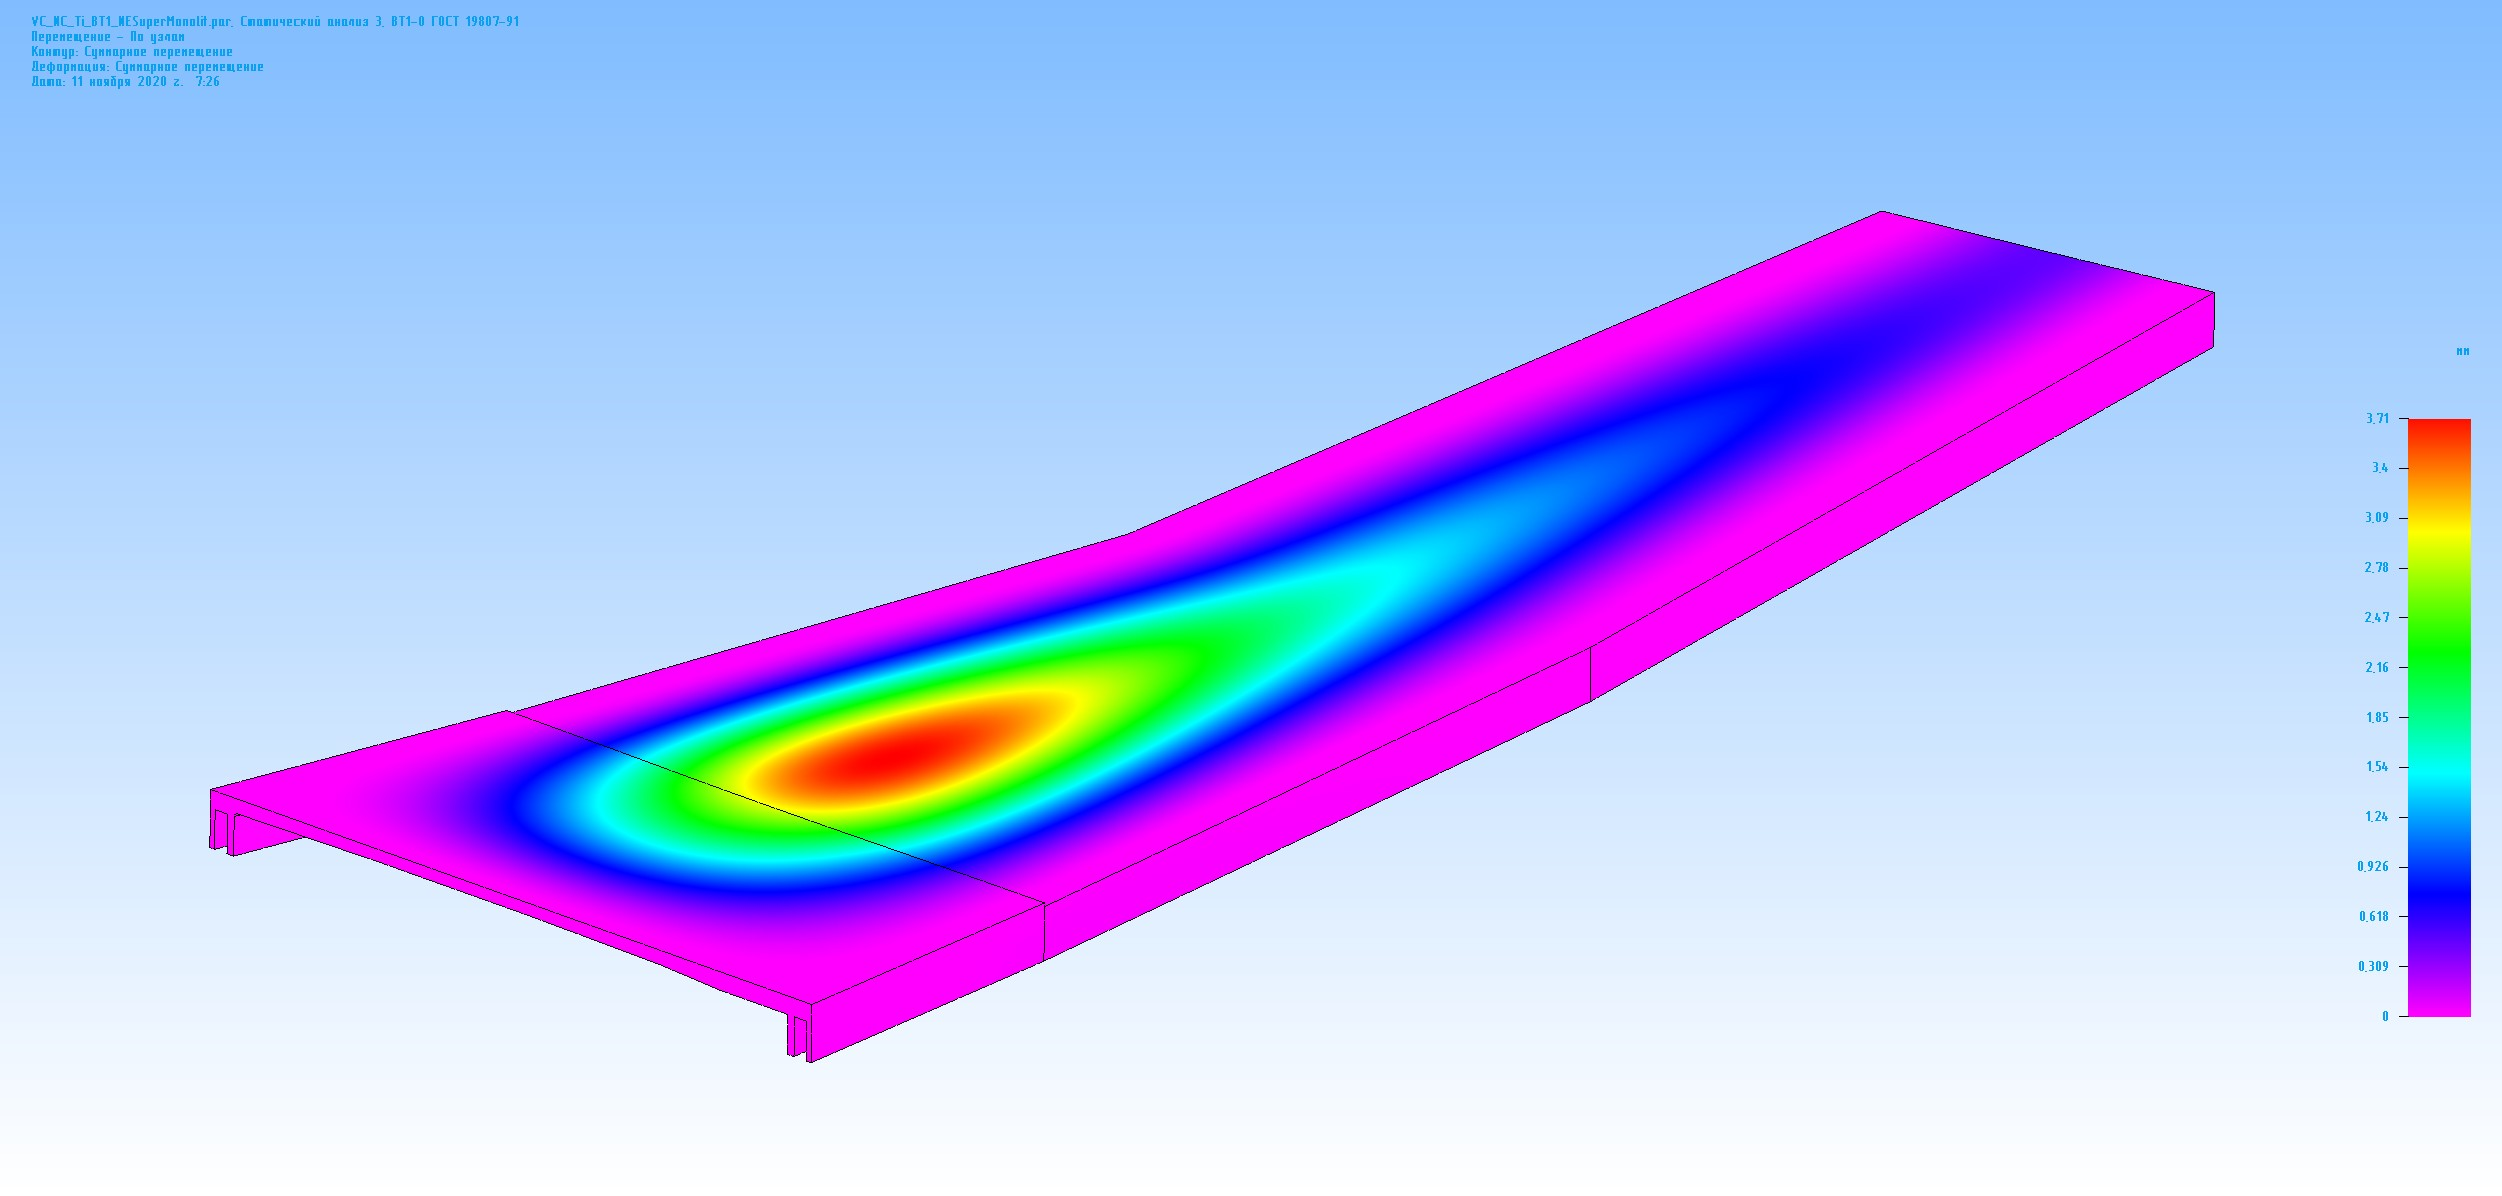 VC_NC_Ti_BT1_NESuperMonolit.par, Статический анализ 3, ВТ1-0 ГОСТ 19807-91
Перемещение - По узлам
Контур: Суммарное перемещение
Деформация: Суммарное перемещение
Дата: 11 ноября 2020 г. 7:26
мм
3,71
3,4
3,09
2,78
2,47
2,16
1,85
1,54
1,24
0,926
0,618
0,309
0